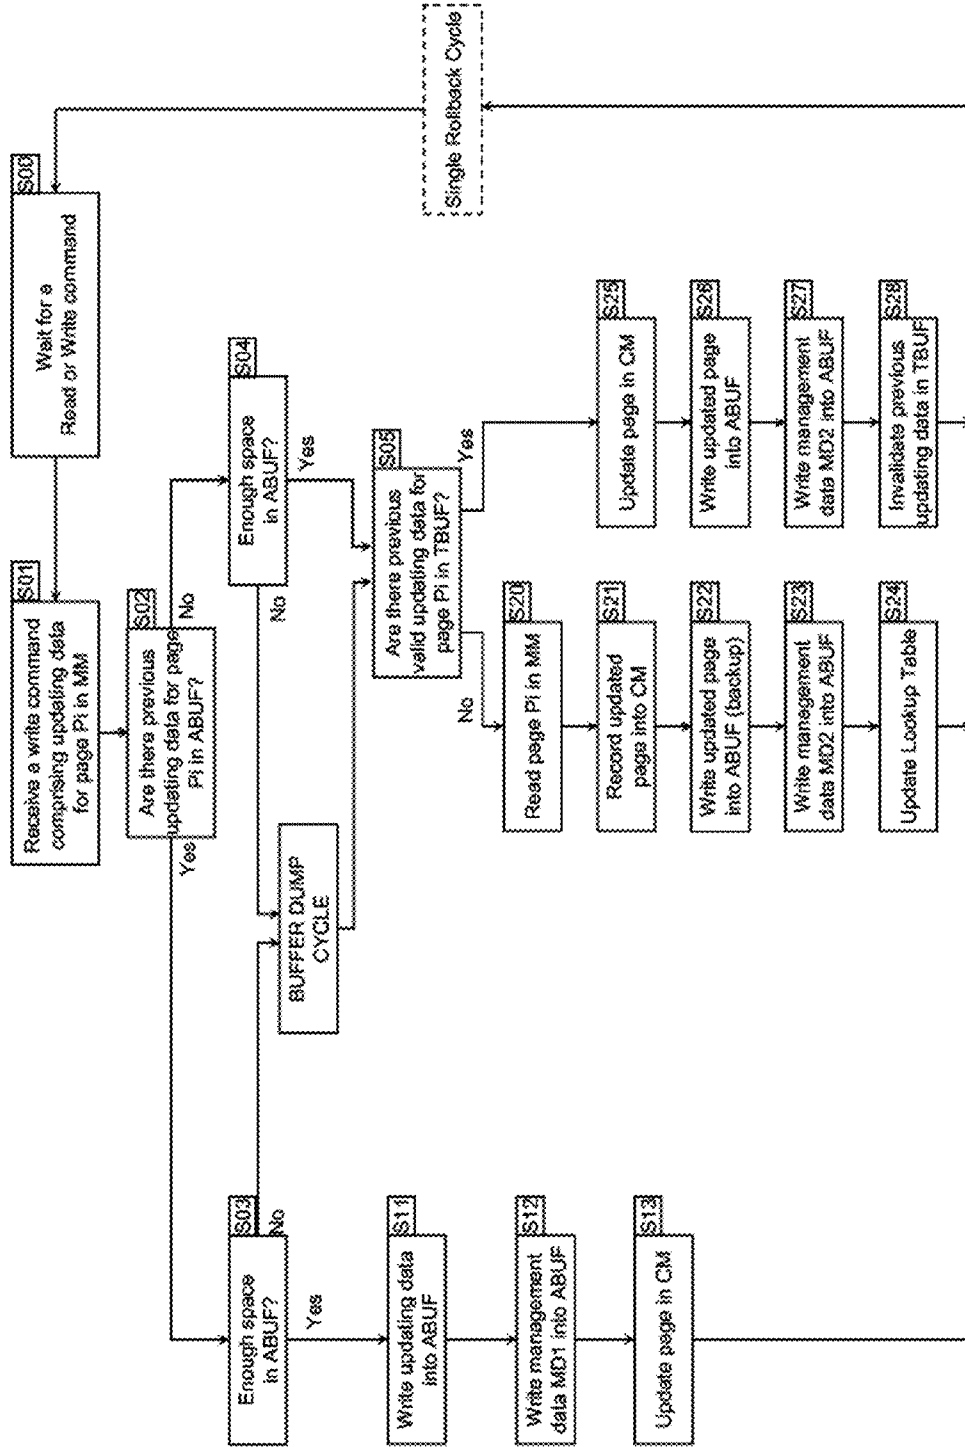 S00
Wait for a
Read or Write command
S01
Receive a write command
comprising updating data
for page Pi in MM
S02
Are there previous
updating data for page
Pi in ABUF?
Yes
No
S03
Enough space
in ABUF?
No
Yes
S04
Enough space
in ABUF?
No
Yes
BUFFER DUMP
CYCLE
S05
Are there previous
valid updating data for
page Pi in TBUF?
No
Yes
S11
Write updating data
into ABUF
S12
Write management
data MD1 into ABUF
S13
Update page in CM
S20
Read page Pi in MM
S21
Record updated
page into CM
S22
Write updated page
into ABUF (backup)
S23
Write management
data MD2 into ABUF
S24
Update Lookup Table
S25
Update page in CM
S26
Write updated page
into ABUF
S27
Write management
data MD2 into ABUF
S28
Invalidate previous
updating data in TBUF
Single Rollback Cycle